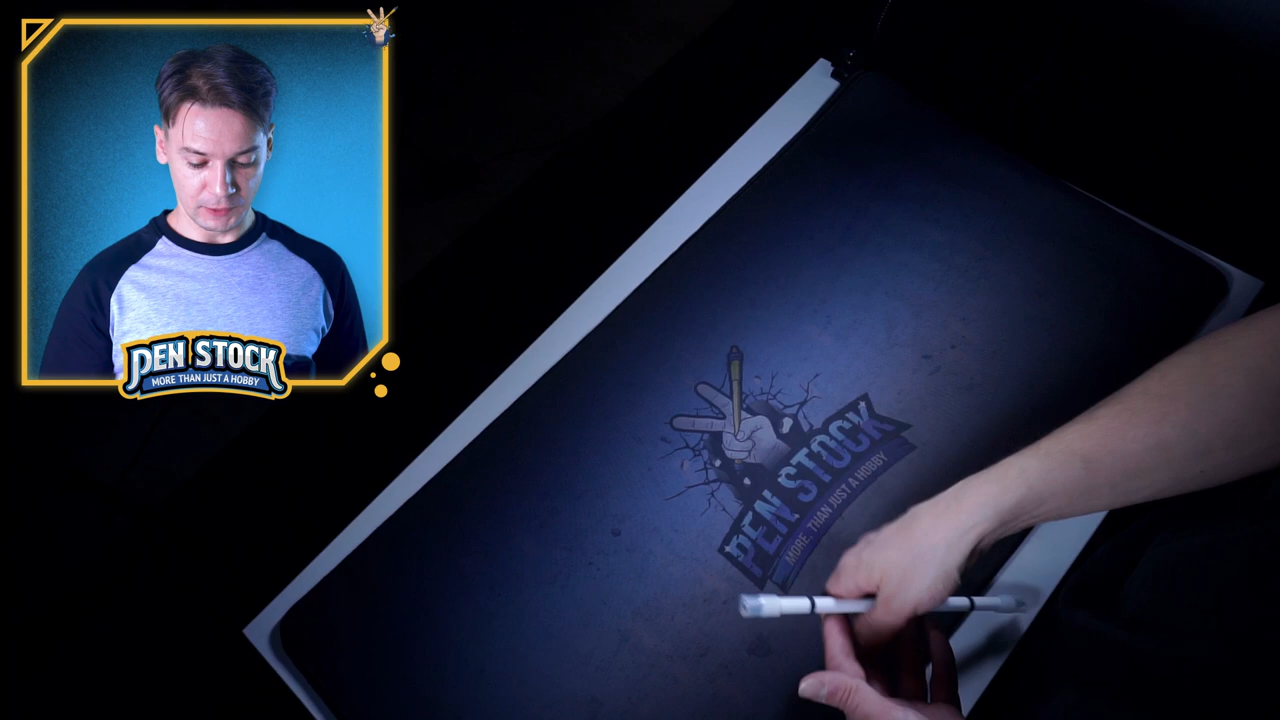 PEN STOCK
MORE THAN JUST A HOBBY
PEN STOCK
MORE, THAN JUST A HOBBY